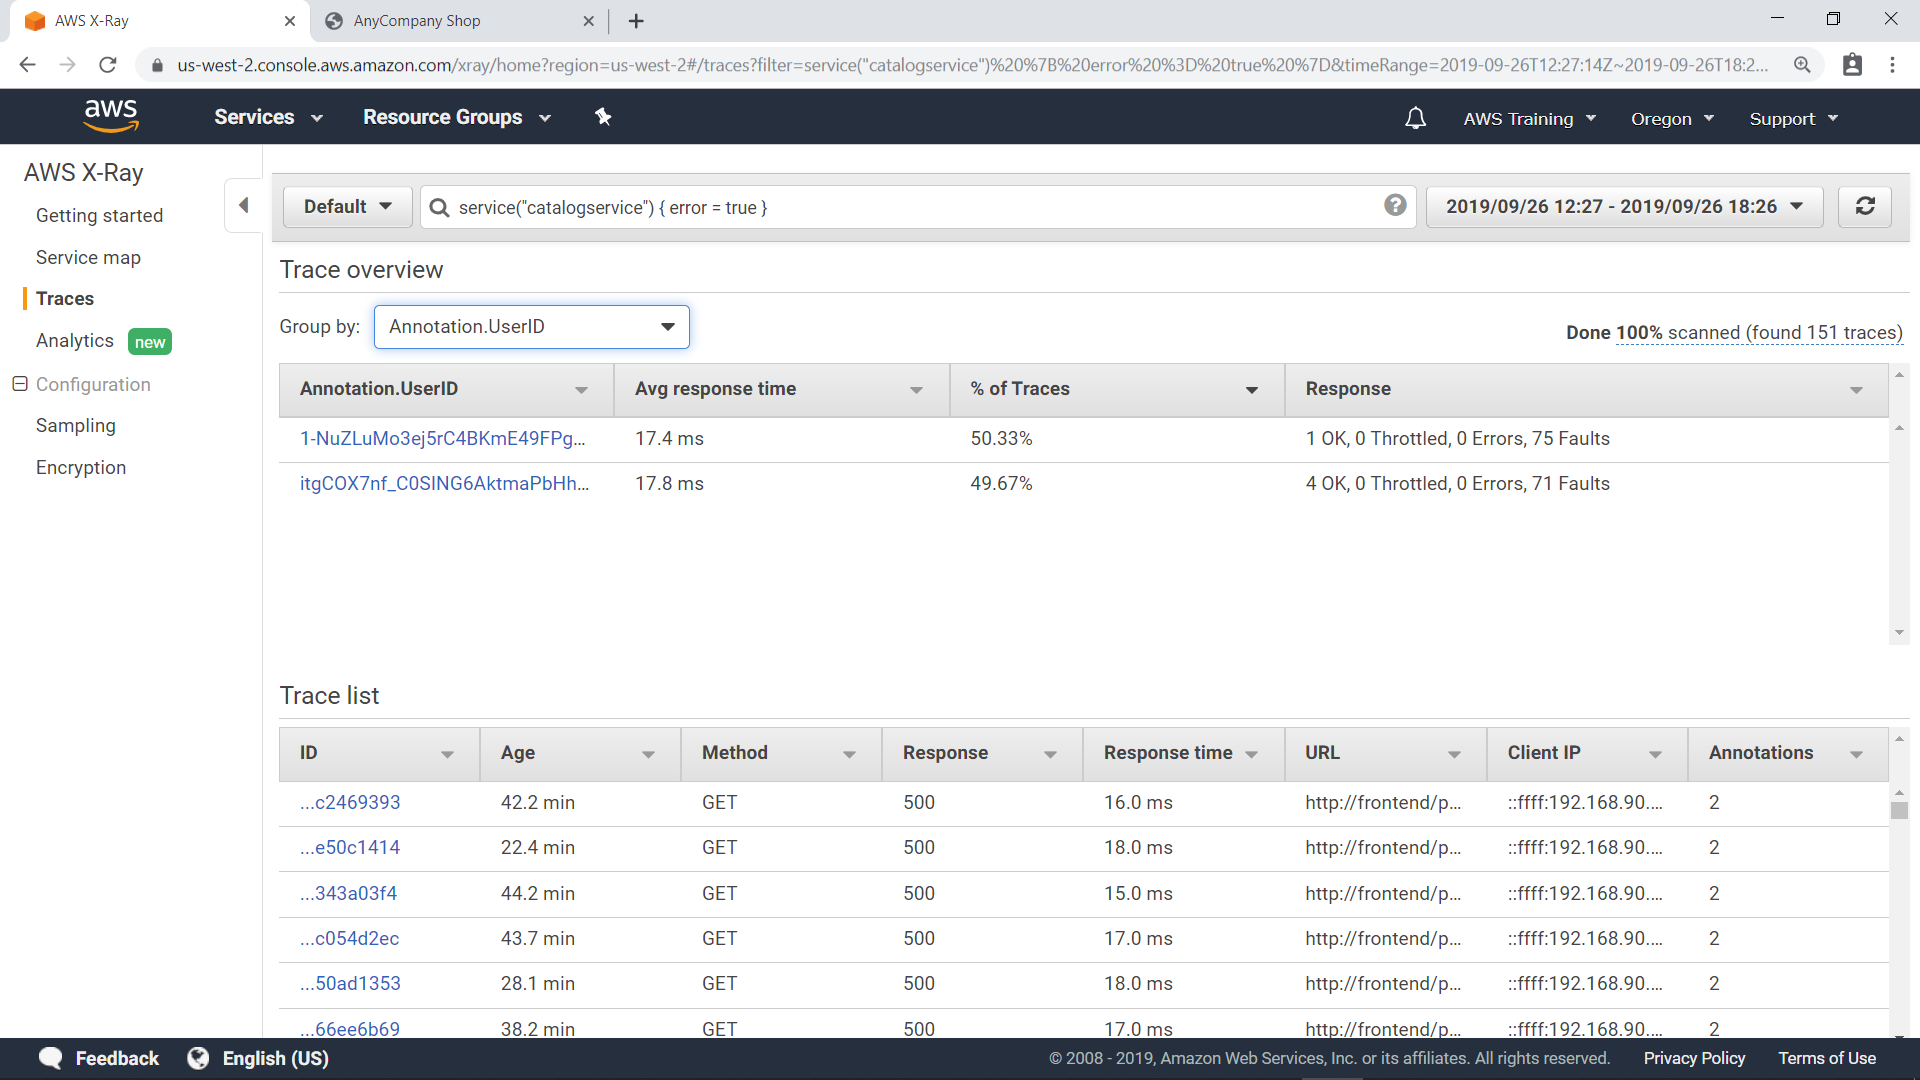 AWS X-Ray
AnyCompany Shop
us-west-2.console.aws.amazon.com/xray/home?region=us-west-2#/traces?filter=service("catalogservice")%20%7B%20error%20%3D%20true%20%7D&timeRange=2019-09-26T12:27:14Z~2019-09-26T18:2...
aws
Services
Resource Groups
AWS Training
Oregon
Support
AWS X-Ray
Getting started
Service map
Traces
Analytics new
Configuration
Sampling
Encryption
Default
service("catalogservice") { error = true }
?
2019/09/26 12:27 - 2019/09/26 18:26
Trace overview
Group by: Annotation.UserID
Done 100% scanned (found 151 traces)
Annotation.UserID Avg response time % of Traces Response
1-NuZLuMo3ej5rC4BKmE49FPg... 17.4 ms 50.33% 1 OK, 0 Throttled, 0 Errors, 75 Faults
itgCOX7nf_C0SING6AktmaPbHh... 17.8 ms 49.67% 4 OK, 0 Throttled, 0 Errors, 71 Faults
Trace list
ID Age Method Response Response time URL Client IP Annotations
...c2469393 42.2 min GET 500 16.0 ms http://frontend/p... ::ffff:192.168.90.... 2
...e50c1414 22.4 min GET 500 18.0 ms http://frontend/p... ::ffff:192.168.90.... 2
...343a03f4 44.2 min GET 500 15.0 ms http://frontend/p... ::ffff:192.168.90.... 2
...c054d2ec 43.7 min GET 500 17.0 ms http://frontend/p... ::ffff:192.168.90.... 2
...50ad1353 28.1 min GET 500 18.0 ms http://frontend/p... ::ffff:192.168.90.... 2
...66ee6b69 38.2 min GET 500 17.0 ms http://frontend/p... ::ffff:192.168.90.... 2
Feedback
English (US)
© 2008 - 2019, Amazon Web Services, Inc. or its affiliates. All rights reserved.
Privacy Policy
Terms of Use